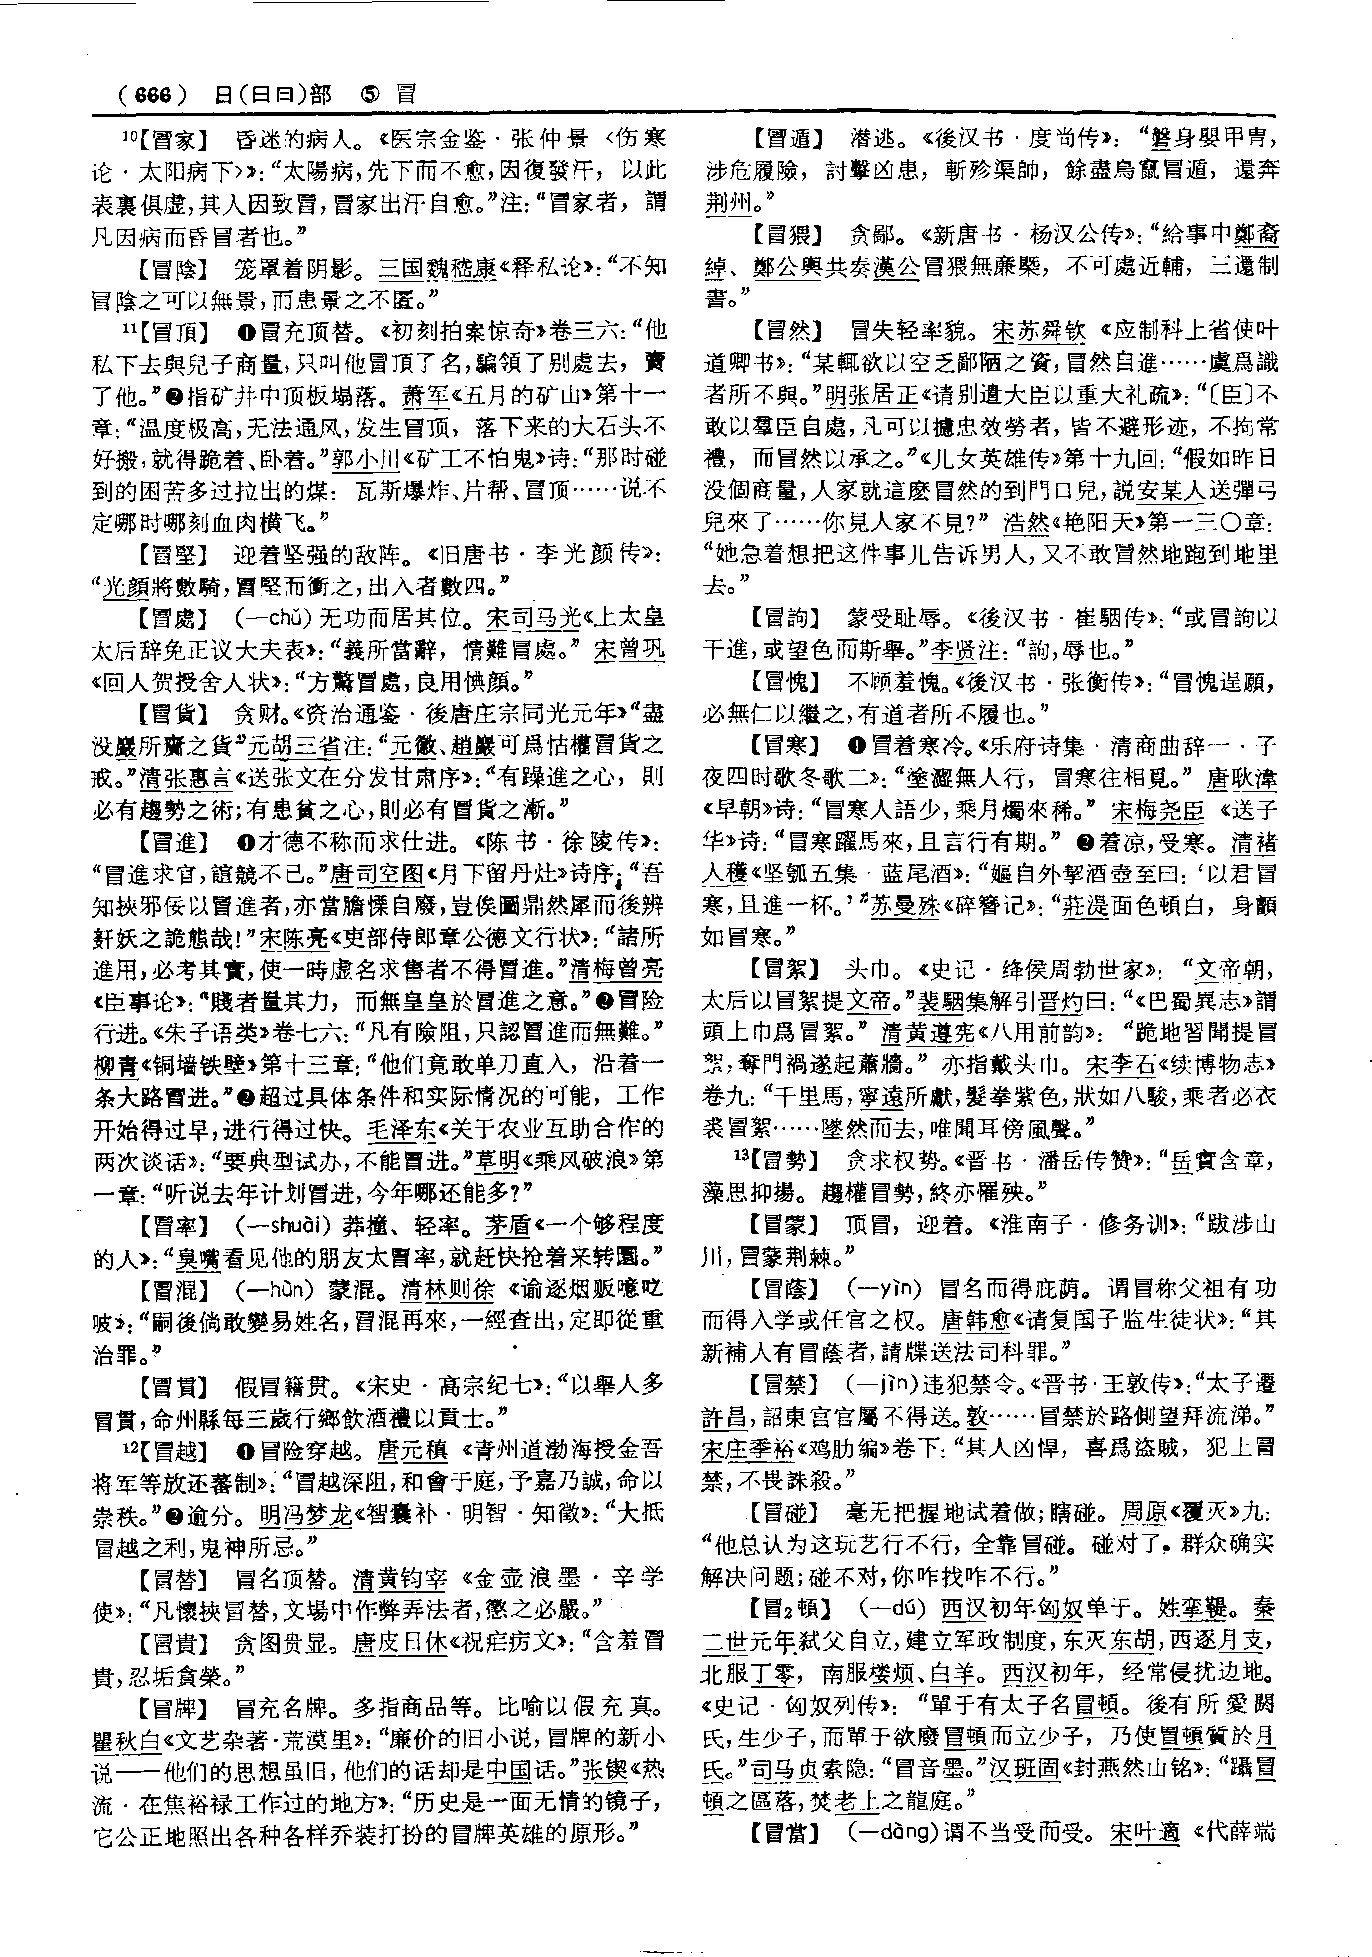 (666) 日(日曰)部 ⑤ 冒
10【冒家】 昏迷的病人。《医宗金鉴·张仲景〈伤寒
论·太阳病下〉》：“太陽病，先下而不愈，因復發汗，以此
表裏俱虚，其人因致冒，冒家出汗自愈。”注：“冒家者，謂
凡因病而昏冒者也。”
【冒陰】 笼罩着阴影。三国魏嵇康《释私论》：“不知
冒陰之可以無景，而患景之不匿。”
11【冒頂】 ❶冒充顶替。《初刻拍案惊奇》卷三六：“他
私下去與兒子商量，只叫他冒頂了名，騙領了别處去，賣
了他。”❷指矿井中顶板塌落。萧军《五月的矿山》第十一
章：“温度极高，无法通风，发生冒顶，落下来的大石头不
好搬，就得跪着、卧着。”郭小川《矿工不怕鬼》诗：“那时碰
到的困苦多过拉出的煤：瓦斯爆炸、片帮、冒顶……说不
定哪时哪刻血肉横飞。”
【冒堅】 迎着坚强的敌阵。《旧唐书·李光颜传》：
“光顔將數騎，冒堅而衝之，出入者數四。”
【冒處】 (—chǔ) 无功而居其位。宋司马光《上太皇
太后辞免正议大夫表》：“義所當辭，情難冒處。” 宋曾巩
《回人贺授舍人状》：“方驚冒處，良用惧顔。”
【冒貨】 贪财。《资治通鉴·後唐庄宗同光元年》“盡
没巖所齎之貨”元胡三省注：“元徽、趙巖可爲怙權冒貨之
戒。”清张惠言《送张文在分发甘肃序》：“有躁進之心，則
必有趨勢之術；有患貧之心，則必有冒貨之漸。”
【冒進】 ❶才德不称而求仕进。《陈书·徐陵传》：
“冒進求官，諠競不已。”唐司空图《月下留丹灶》诗序：“吾
知挾邪佞以冒進者，亦當膽慄自廢，豈俟圖鼎然犀而後辨
奸妖之詭態哉！”宋陈亮《吏部侍郎章公德文行状》：“諸所
進用，必考其實，使一時虚名求售者不得冒進。”清梅曾亮
《臣事论》：“賤者量其力，而無皇皇於冒進之意。”❷冒险
行进。《朱子语类》卷七六：“凡有險阻，只認冒進而無難。”
柳青《铜墙铁壁》第十三章：“他们竟敢单刀直入，沿着一
条大路冒进。”❷超过具体条件和实际情况的可能，工作
开始得过早，进行得过快。毛泽东《关于农业互助合作的
两次谈话》：“要典型试办，不能冒进。”草明《乘风破浪》第
一章：“听说去年计划冒进，今年哪还能多？”
【冒率】 (—shuài) 莽撞、轻率。茅盾《一个够程度
的人》：“臭嘴看见他的朋友太冒率，就赶快抢着来转圜。”
【冒混】 (—hùn) 蒙混。清林则徐《谕逐烟贩噫吃
吱》：“嗣後倘敢變易姓名，冒混再來，一經查出，定即從重
治罪。”
【冒貫】 假冒籍贯。《宋史·高宗纪七》：“以舉人多
冒貫，命州縣每三歲行鄉飲酒禮以貢士。”
12【冒越】 ❶冒险穿越。唐元稹《青州道渤海授金吾
将军等放还蕃制》：“冒越深阻，和會于庭，予嘉乃誠，命以
崇秩。”❷逾分。明冯梦龙《智囊补·明智·知微》：“大抵
冒越之利，鬼神所忌。”
【冒替】 冒名顶替。清黄钧宰《金壶浪墨·辛学
使》：“凡懷挾冒替，文場中作弊弄法者，懲之必嚴。”
【冒貴】 贪图贵显。唐皮日休《祝疟疠文》：“含羞冒
貴，忍垢貪榮。”
【冒牌】 冒充名牌。多指商品等。比喻以假充真。
瞿秋白《文艺杂著·荒漠里》：“廉价的旧小说，冒牌的新小
说——他们的思想虽旧，他们的话却是中国话。”张锲《热
流·在焦裕禄工作过的地方》：“历史是一面无情的镜子，
它公正地照出各种各样乔装打扮的冒牌英雄的原形。”
【冒遁】 潜逃。《後汉书·度尚传》：“磐身嬰甲胄，
涉危履險，討擊凶患，斬殄渠帥，餘盡鳥竄冒遁，還奔
荆州。”
【冒猥】 贪鄙。《新唐书·杨汉公传》：“給事中鄭裔
綽、鄭公輿共奏漢公冒猥無廉槩，不可處近輔，三還制
書。”
【冒然】 冒失轻率貌。宋苏舜钦《应制科上省使叶
道卿书》：“某輒欲以空乏鄙陋之資，冒然自進……虞爲識
者所不與。”明张居正《请别遣大臣以重大礼疏》：“〔臣〕不
敢以羣臣自處，凡可以攄忠效勞者，皆不避形迹，不拘常
禮，而冒然以承之。”《儿女英雄传》第十九回：“假如昨日
没個商量，人家就這麽冒然的到門口兒，説安某人送彈弓
兒來了……你見人家不見？” 浩然《艳阳天》第一三〇章：
“她急着想把这件事儿告诉男人，又不敢冒然地跑到地里
去。”
【冒訽】 蒙受耻辱。《後汉书·崔駰传》：“或冒訽以
干進，或望色而斯舉。”李贤注：“訽，辱也。”
【冒愧】 不顾羞愧。《後汉书·张衡传》：“冒愧逞願，
必無仁以繼之，有道者所不履也。”
【冒寒】 ❶冒着寒冷。《乐府诗集·清商曲辞一·子
夜四时歌冬歌二》：“塗澀無人行，冒寒往相覓。” 唐耿湋
《早朝》诗：“冒寒人語少，乘月燭來稀。” 宋梅尧臣《送子
华》诗：“冒寒躍馬來，且言行有期。” ❷着凉，受寒。清褚
人穫《坚瓠五集·蓝尾酒》：“嫗自外挈酒壺至曰：‘以君冒
寒，且進一杯。’”苏曼殊《碎簪记》：“莊湜面色頓白，身顫
如冒寒。”
【冒絮】 头巾。《史记·绛侯周勃世家》：“文帝朝，
太后以冒絮提文帝。”裴駰集解引晋灼曰：“《巴蜀異志》謂
頭上巾爲冒絮。” 清黄遵宪《八用前韵》：“跪地習聞提冒
絮，奪門禍遂起蕭牆。” 亦指戴头巾。宋李石《续博物志》
卷九：“千里馬，寧遠所獻，髮拳紫色，狀如八駿，乘者必衣
裘冒絮……墜然而去，唯聞耳傍風聲。”
13【冒勢】 贪求权势。《晋书·潘岳传赞》：“岳實含章，
藻思抑揚。趨權冒勢，終亦罹殃。”
【冒蒙】 顶冒，迎着。《淮南子·修务训》：“跋涉山
川，冒蒙荆棘。”
【冒蔭】 (—yìn) 冒名而得庇荫。谓冒称父祖有功
而得入学或任官之权。唐韩愈《请复国子监生徒状》：“其
新補人有冒蔭者，請牒送法司科罪。”
【冒禁】 (—jìn)违犯禁令。《晋书·王敦传》：“太子遷
許昌，詔東宫官屬不得送。敦……冒禁於路側望拜流涕。”
宋庄季裕《鸡肋编》卷下：“其人凶悍，喜爲盗賊，犯上冒
禁，不畏誅殺。”
【冒碰】 毫无把握地试着做；瞎碰。周原《覆灭》九：
“他总认为这玩艺行不行，全靠冒碰。碰对了，群众确实
解决问题；碰不对，你咋找咋不行。”
【冒2頓】 (—dú) 西汉初年匈奴单于。姓挛鞮。秦
二世元年弑父自立，建立军政制度，东灭东胡，西逐月支，
北服丁零，南服楼烦、白羊。西汉初年，经常侵扰边地。
《史记·匈奴列传》：“單于有太子名冒頓。後有所愛閼
氏，生少子，而單于欲廢冒頓而立少子，乃使冒頓質於月
氏。”司马贞索隐：“冒音墨。”汉班固《封燕然山铭》：“躡冒
頓之區落，焚老上之龍庭。”
【冒當】 (—dàng)谓不当受而受。宋叶適《代薛端